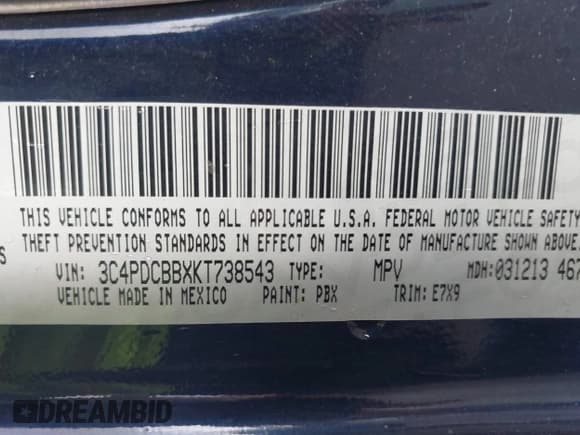 THIS VEHICLE CONFORMS TO ALL APPLICABLE U.S.A. FEDERAL MOTOR VEHICLE SAFETY
THEFT PREVENTION STANDARDS IN EFFECT ON THE DATE OF MANUFACTURE SHOWN ABOVE.
S
VIN: 3C4PDCBBXKT738543 TYPE: MPV MDH:031213 467
VEHICLE MADE IN MEXICO PAINT: PBX TRIM: E7X9
DREAMBID